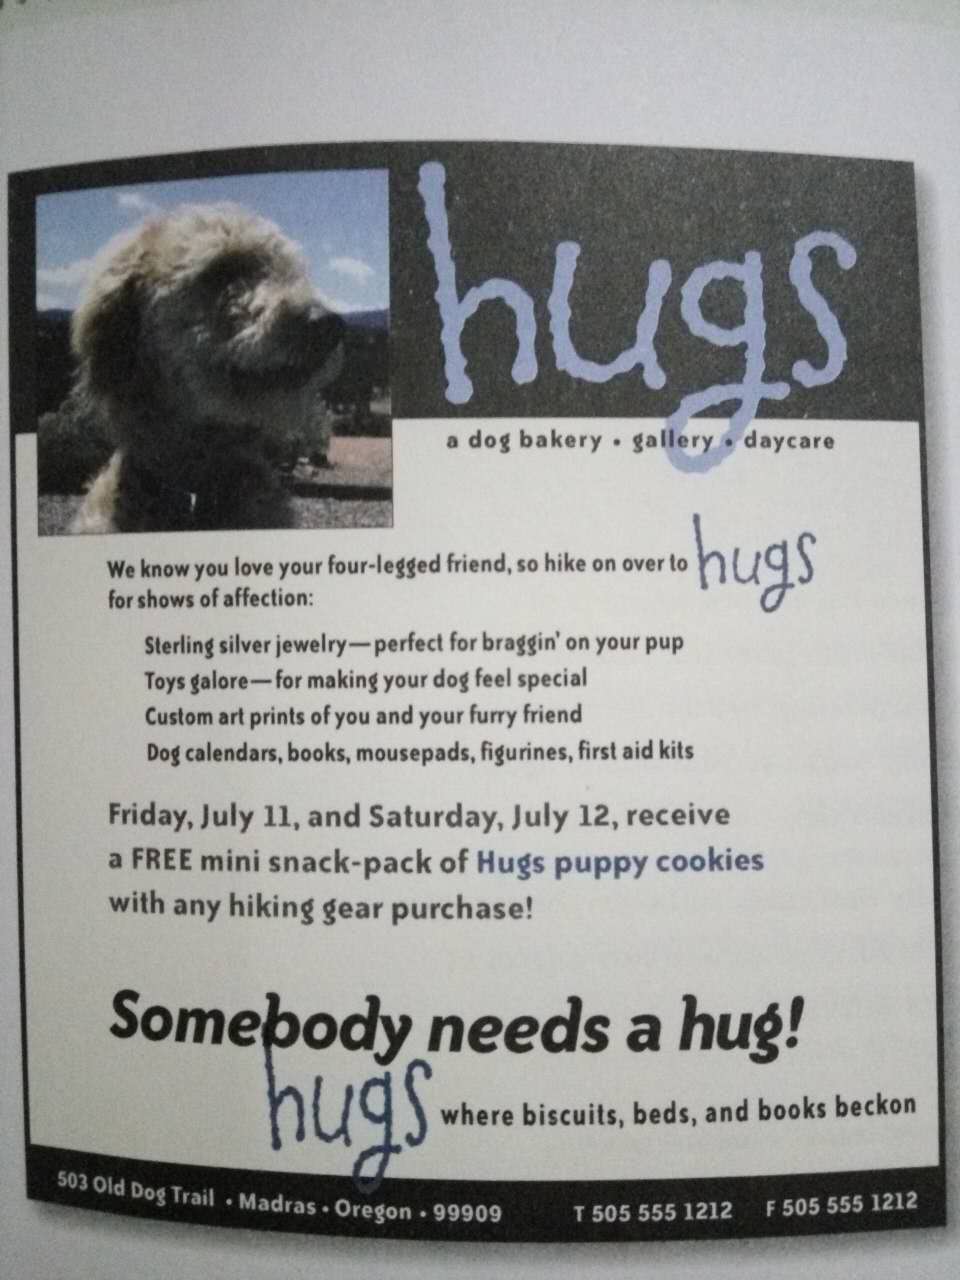 hugs
a dog bakery • gallery • daycare
We know you love your four-legged friend, so hike on over to hugs
for shows of affection:
Sterling silver jewelry—perfect for braggin' on your pup
Toys galore—for making your dog feel special
Custom art prints of you and your furry friend
Dog calendars, books, mousepads, figurines, first aid kits
Friday, July 11, and Saturday, July 12, receive
a FREE mini snack-pack of Hugs puppy cookies
with any hiking gear purchase!
Somebody needs a hug!
hugs where biscuits, beds, and books beckon
503 Old Dog Trail • Madras • Oregon • 99909 T 505 555 1212 F 505 555 1212